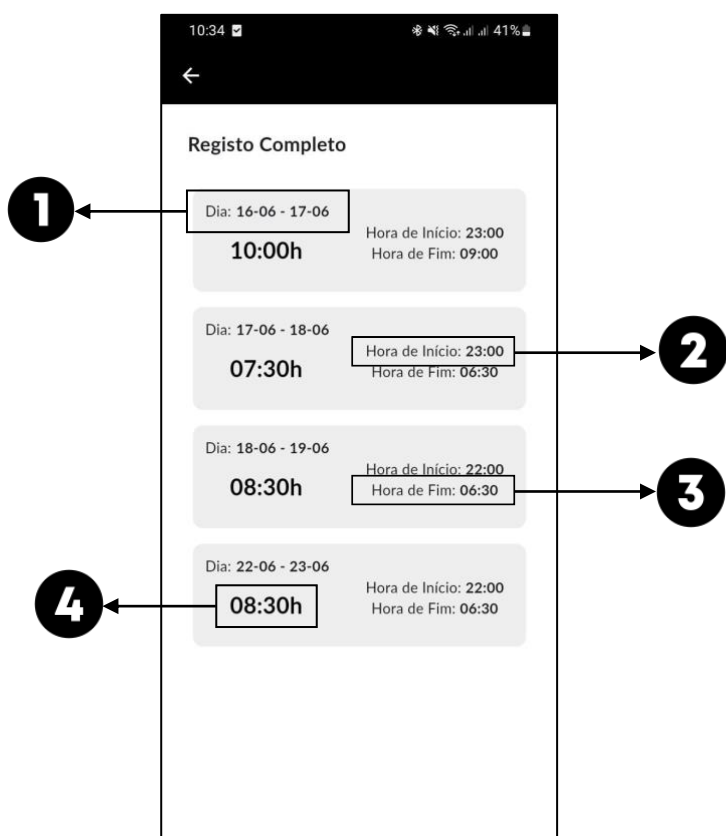 10:34 41%
Registo Completo
1
Dia: 16-06 - 17-06
10:00h
Hora de Início: 23:00
Hora de Fim: 09:00
Dia: 17-06 - 18-06
07:30h
Hora de Início: 23:00
Hora de Fim: 06:30
2
Dia: 18-06 - 19-06
08:30h
Hora de Início: 22:00
Hora de Fim: 06:30
3
Dia: 22-06 - 23-06
4
08:30h
Hora de Início: 22:00
Hora de Fim: 06:30